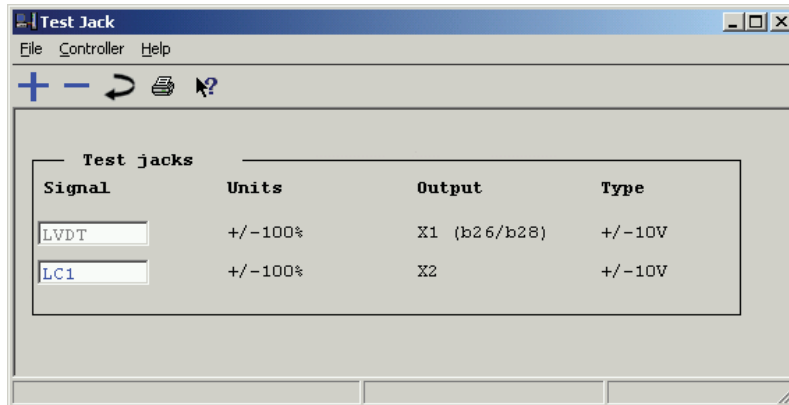 Test Jack
File Controller Help
Test jacks
Signal Units Output Type
LVDT +/-100% X1 (b26/b28) +/-10V
LC1 +/-100% X2 +/-10V